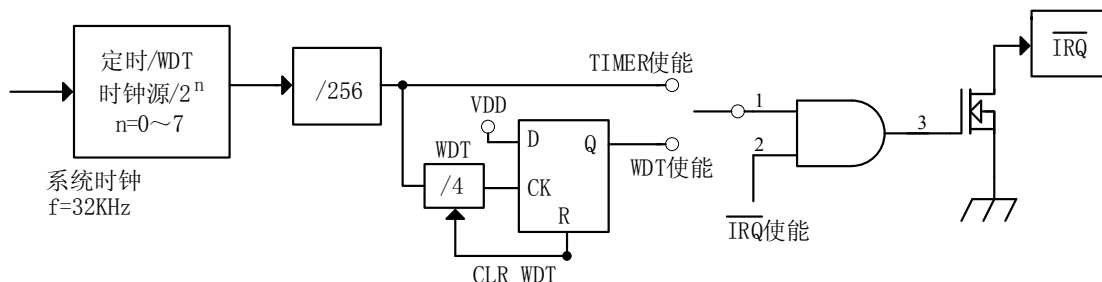 定时/WDT
时钟源/2ⁿ
n=0～7
系统时钟
f=32KHz
/256
TIMER使能
VDD
D
Q
WDT
/4
CK
R
WDT使能
CLR WDT
1
2
3
IRQ使能
IRQ